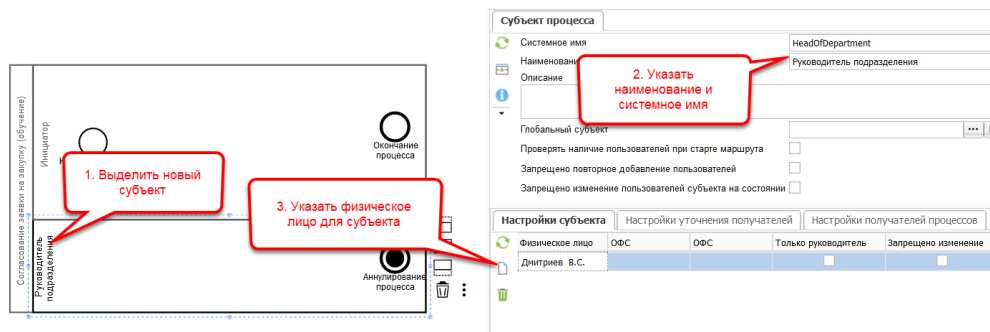 Согласование заявки на закупку (обучение)
Инициатор
Окончание
процесса
1. Выделить новый
субъект
3. Указать физическое
лицо для субъекта
Руководитель
подразделения
Аннулирование
процесса
Субъект процесса
Системное имя
HeadOfDepartment
Руководитель подразделения
Описание
2. Указать
наименование и
системное имя
Глобальный субъект
Проверять наличие пользователей при старте маршрута
Запрещено повторное добавление пользователей
Запрещено изменение пользователей субъекта на состоянии
Настройки субъекта
Настройки уточнения получателей
Настройки получателей процессов
Физическое лицо
ОФС
ОФС
Только руководитель
Запрещено изменение
Дмитриев В.С.